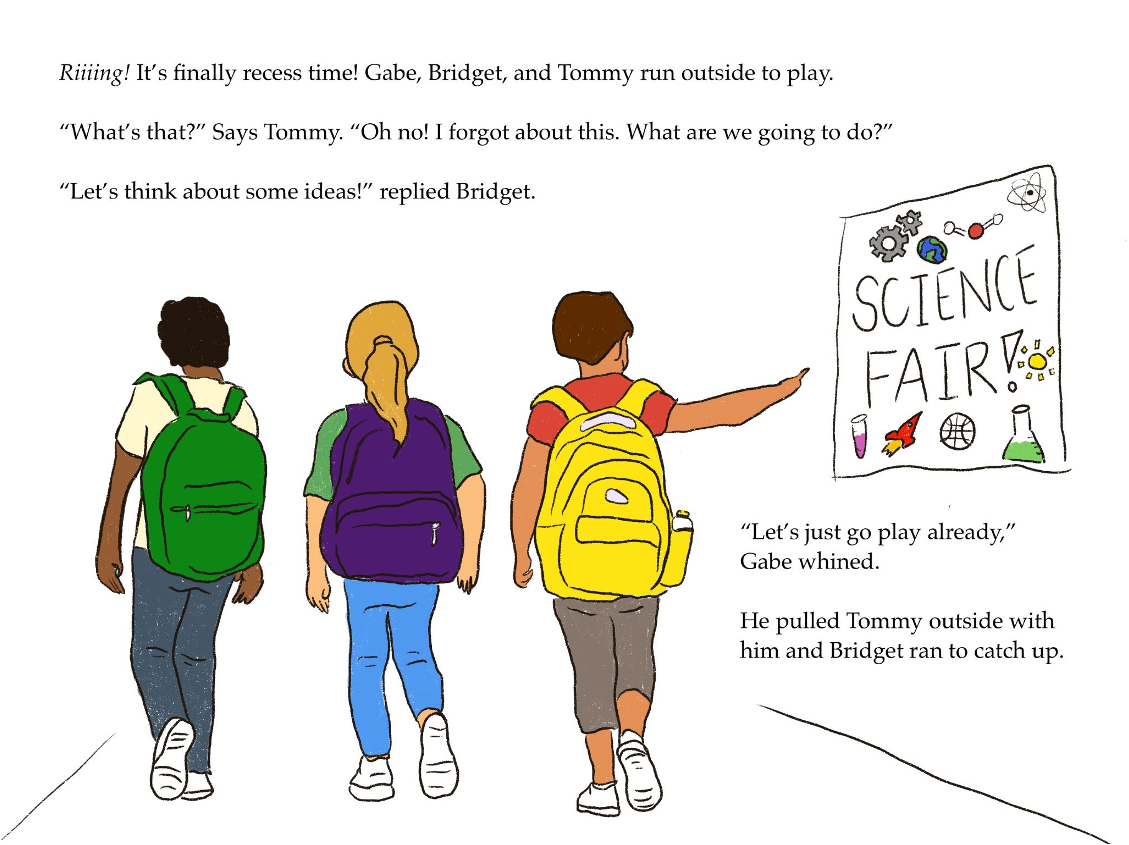 Riiiing! It’s finally recess time! Gabe, Bridget, and Tommy run outside to play.
“What’s that?” Says Tommy. “Oh no! I forgot about this. What are we going to do?”
“Let’s think about some ideas!” replied Bridget.
SCIENCE
FAIR!
“Let’s just go play already,”
Gabe whined.
He pulled Tommy outside with
him and Bridget ran to catch up.